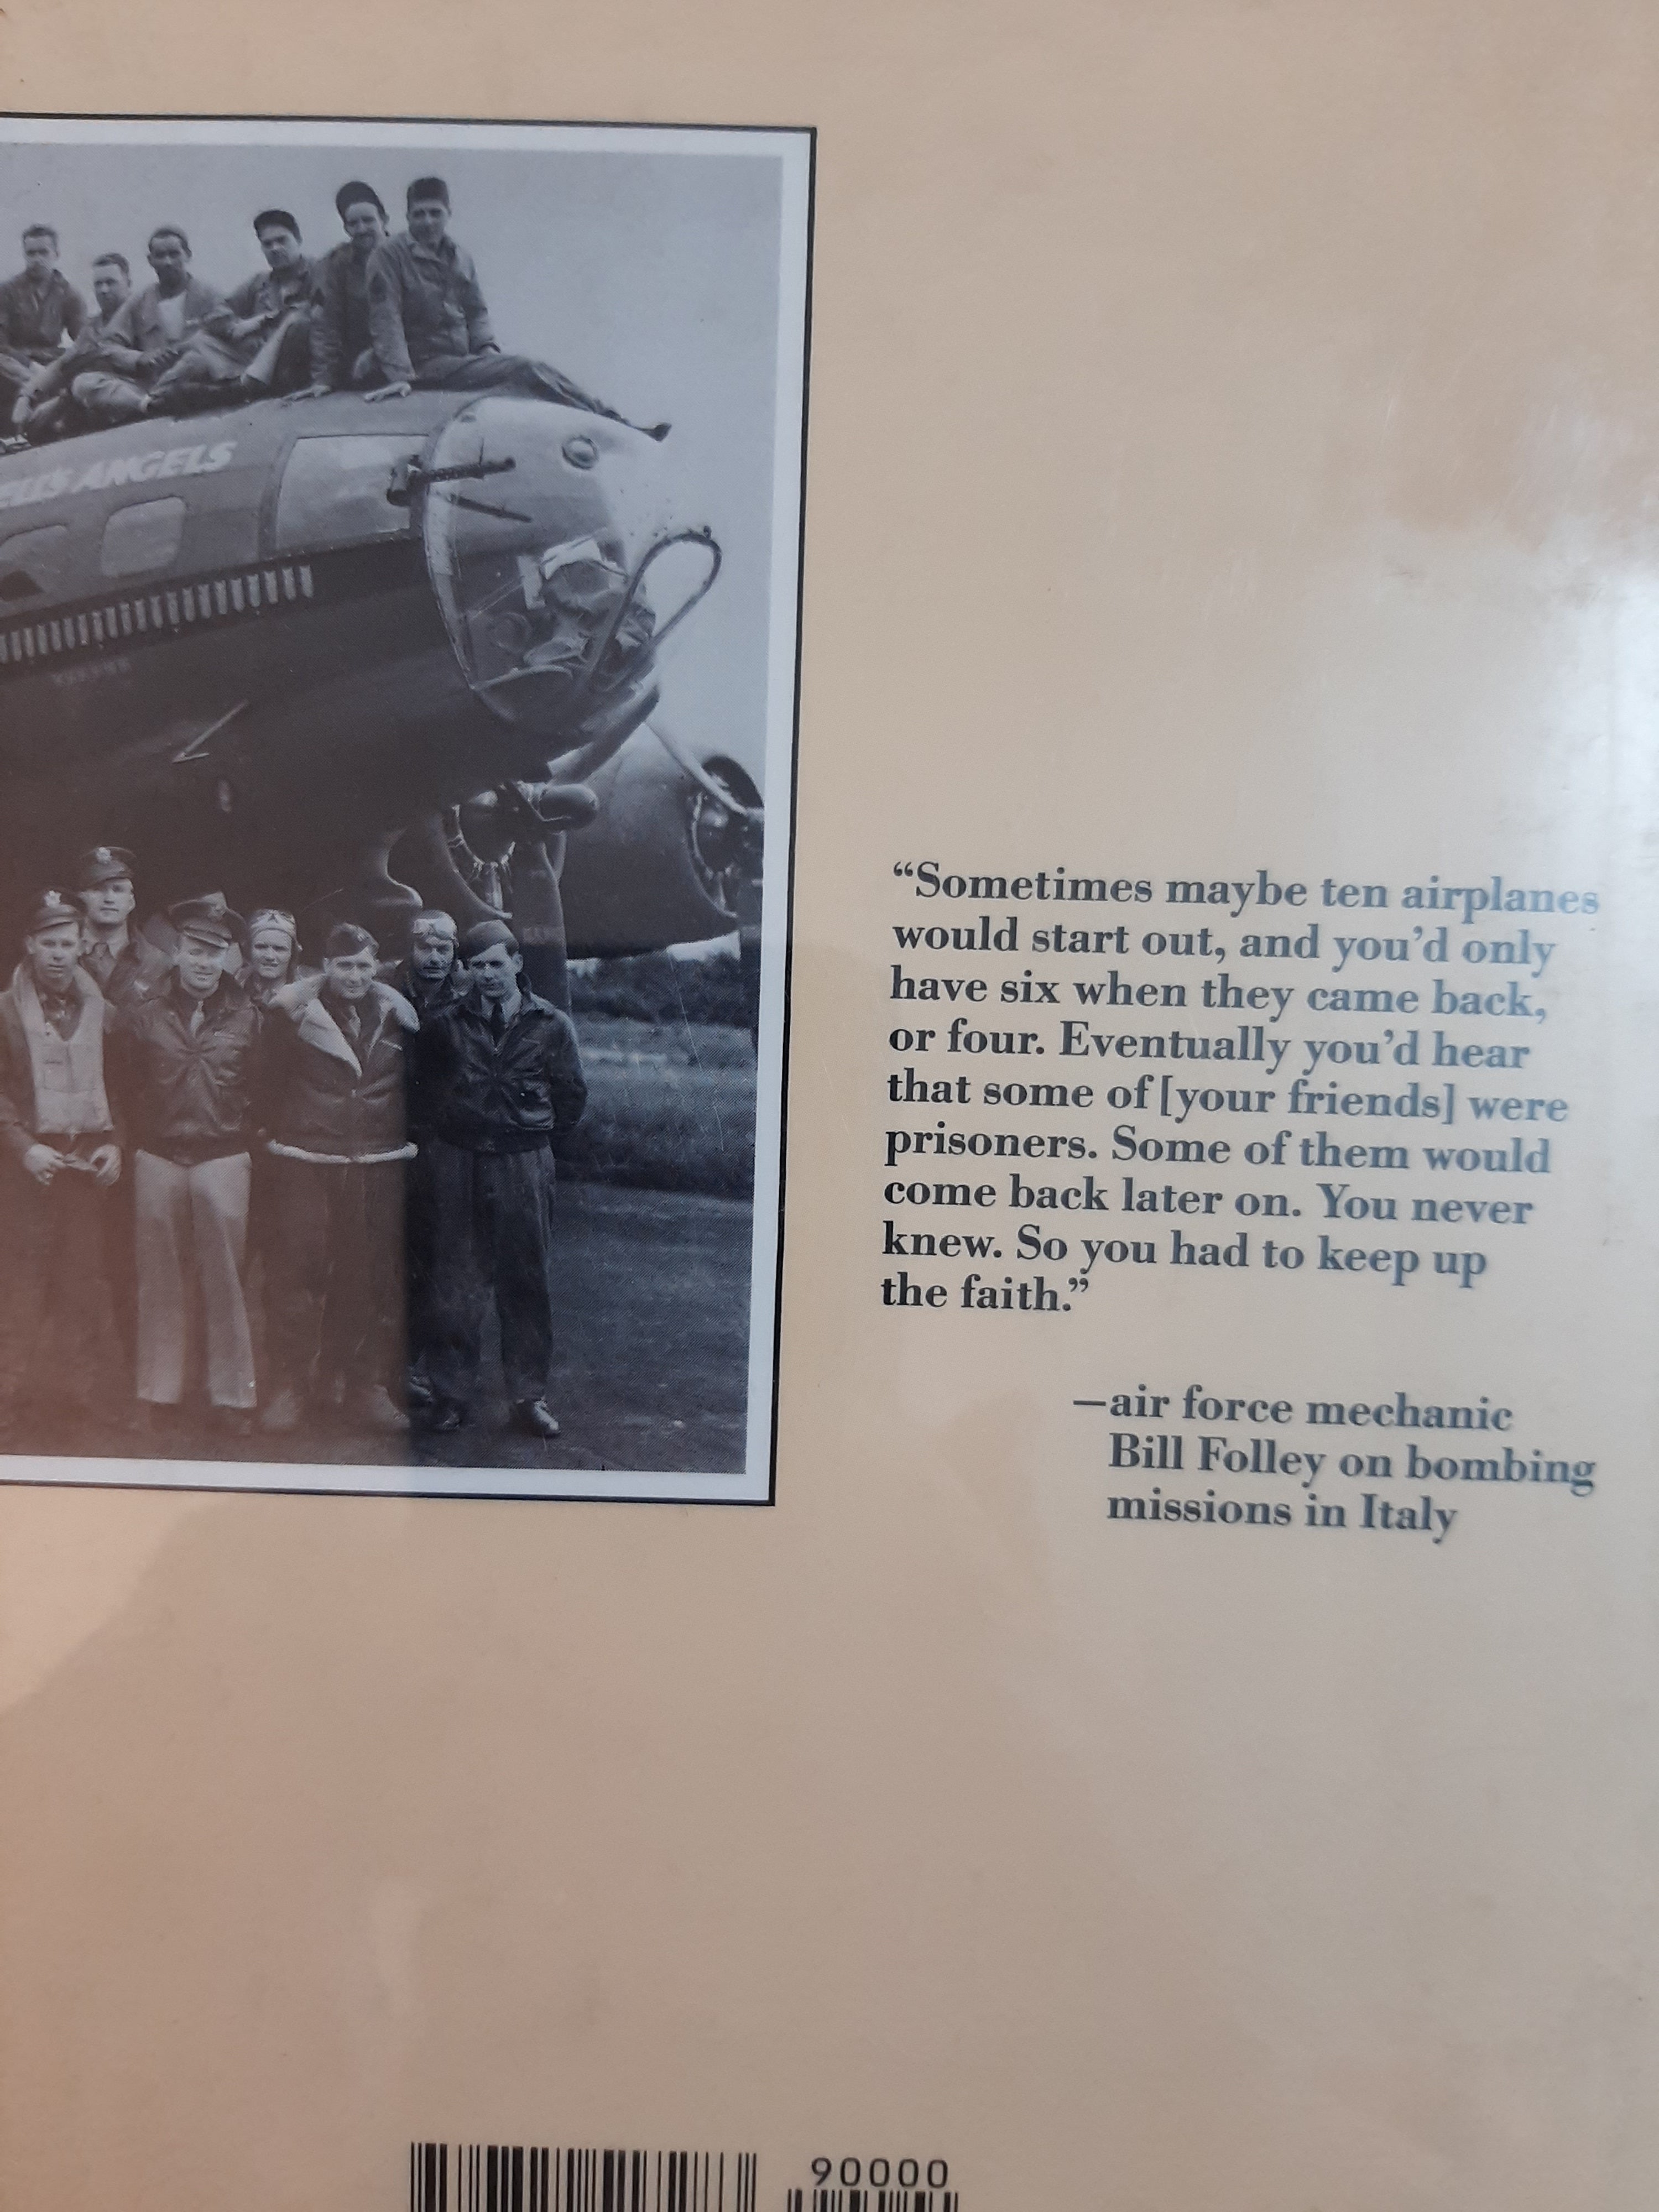 ELL'S ANGELS
“Sometimes maybe ten airplanes
would start out, and you’d only
have six when they came back,
or four. Eventually you’d hear
that some of [your friends] were
prisoners. Some of them would
come back later on. You never
knew. So you had to keep up
the faith.”
—air force mechanic
Bill Folley on bombing
missions in Italy
90000